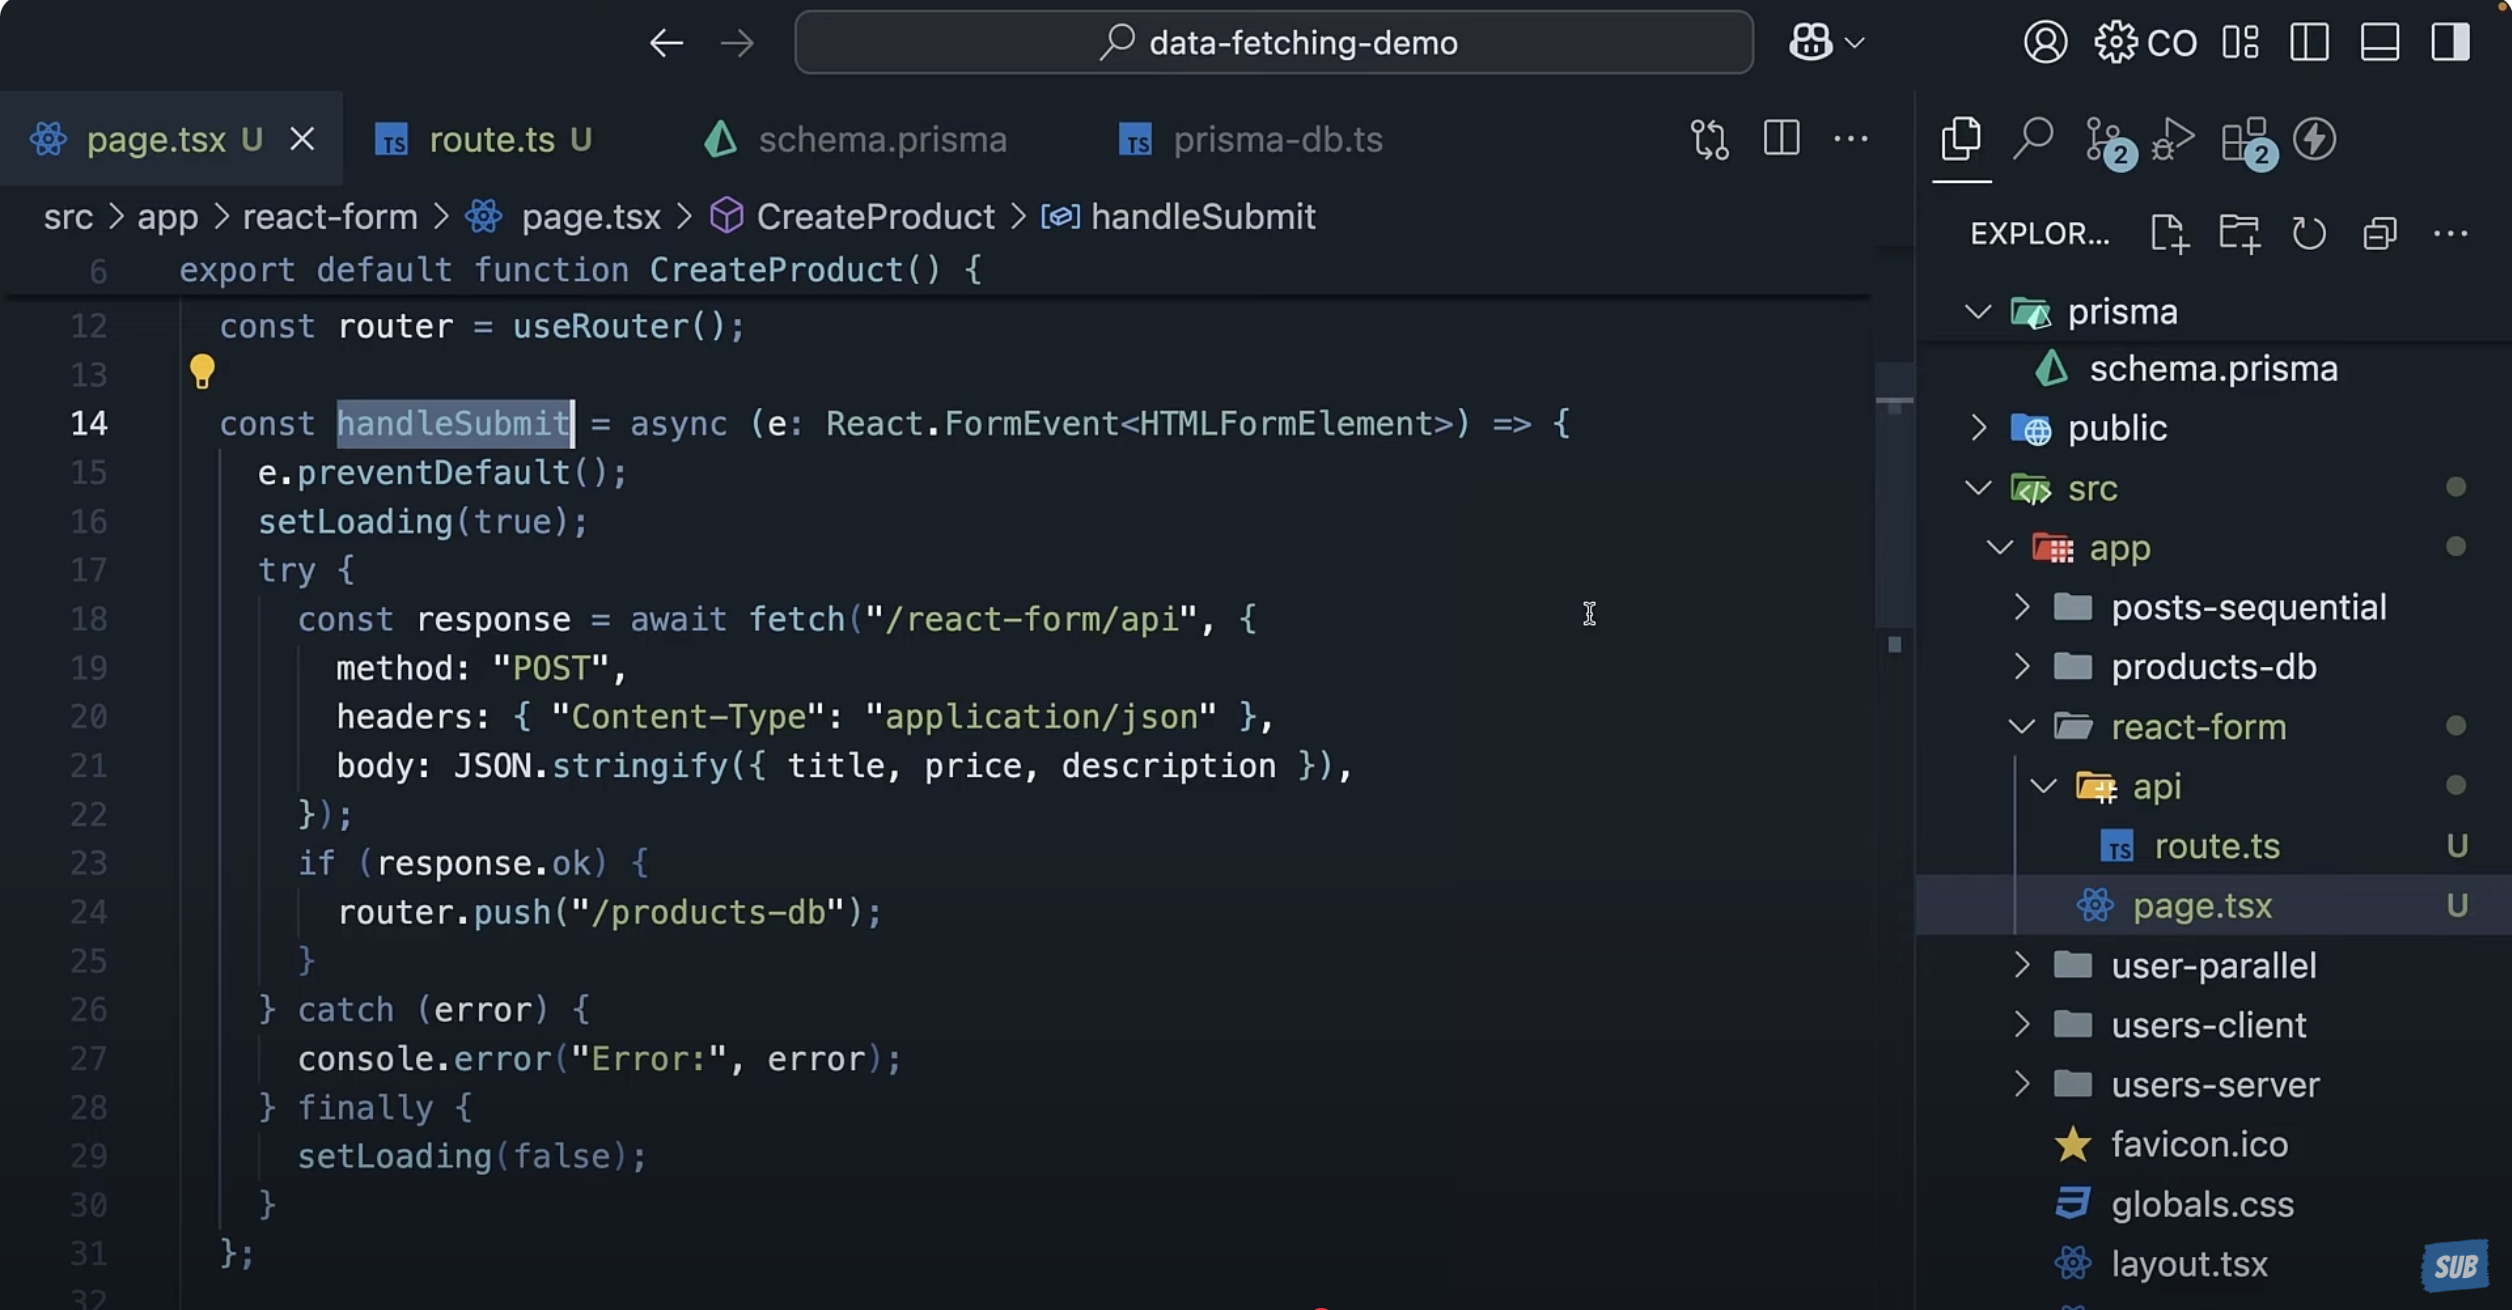 data-fetching-demo
CO
page.tsx U
route.ts U
schema.prisma
prisma-db.ts
2
2
src > app > react-form > page.tsx > CreateProduct > handleSubmit
6 export default function CreateProduct() {
12 const router = useRouter();
13
14 const handleSubmit = async (e: React.FormEvent<HTMLFormElement>) => {
15 e.preventDefault();
16 setLoading(true);
17 try {
18 const response = await fetch("/react-form/api", {
19 method: "POST",
20 headers: { "Content-Type": "application/json" },
21 body: JSON.stringify({ title, price, description }),
22 });
23 if (response.ok) {
24 router.push("/products-db");
25 }
26 } catch (error) {
27 console.error("Error:", error);
28 } finally {
29 setLoading(false);
30 }
31 };
32
EXPLOR...
prisma
schema.prisma
public
src
app
posts-sequential
products-db
react-form
api
TS route.ts U
page.tsx U
user-parallel
users-client
users-server
favicon.ico
globals.css
layout.tsx
SUB